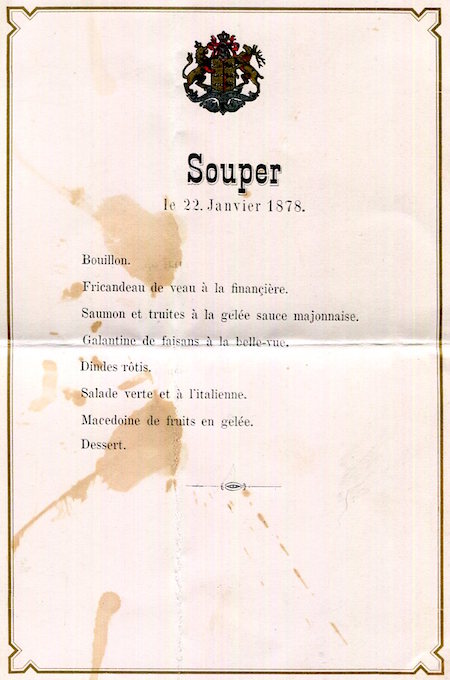 Souper
le 22. Janvier 1878.
Bouillon.
Fricandeau de veau à la finançière.
Saumon et truites à la gelée sauce majonnaise.
Galantine de faisans à la belle-vue.
Dindes rôtis.
Salade verte et à l'italienne.
Macedoine de fruits en gelée.
Dessert.